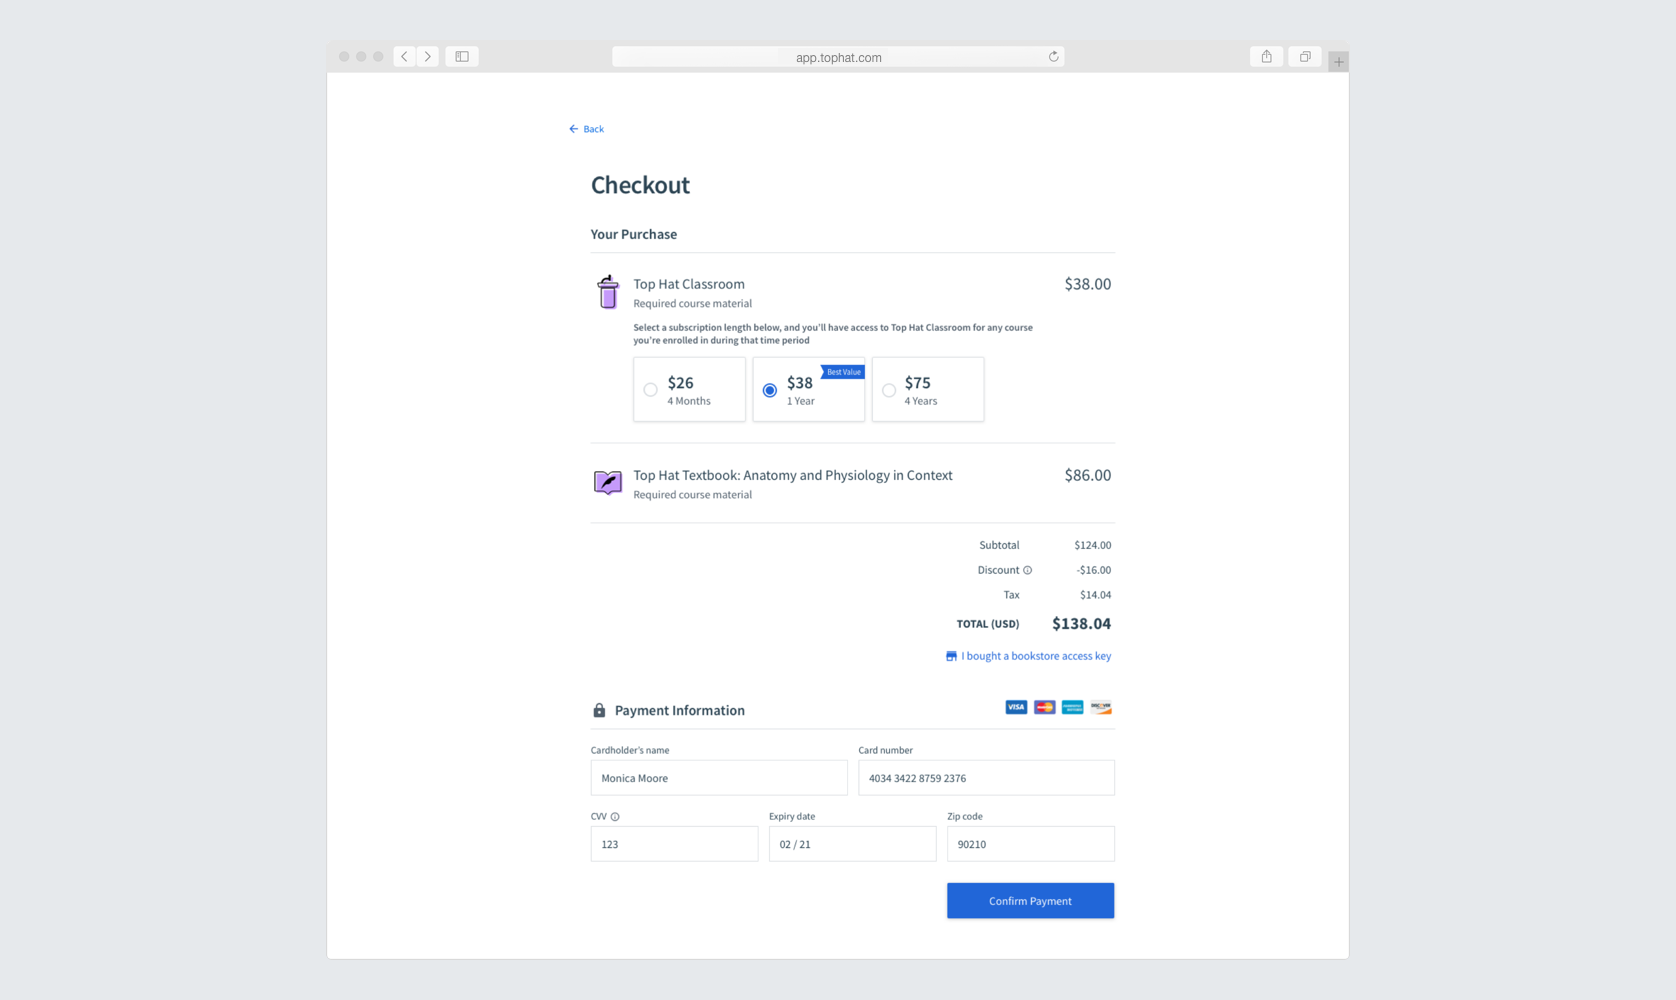 app.tophat.com
Back
Checkout
Your Purchase
Top Hat Classroom
$38.00
Required course material
Select a subscription length below, and you'll have access to Top Hat Classroom for any course
you're enrolled in during that time period
$26
4 Months
Best Value
$38
1 Year
$75
4 Years
Top Hat Textbook: Anatomy and Physiology in Context
$86.00
Required course material
Subtotal $124.00
Discount -$16.00
Tax $14.04
TOTAL (USD) $138.04
I bought a bookstore access key
Payment Information
VISA
DISCOVER
Cardholder's name
Card number
Monica Moore
4034 3422 8759 2376
CVV
Expiry date
Zip code
123
02 / 21
90210
Confirm Payment